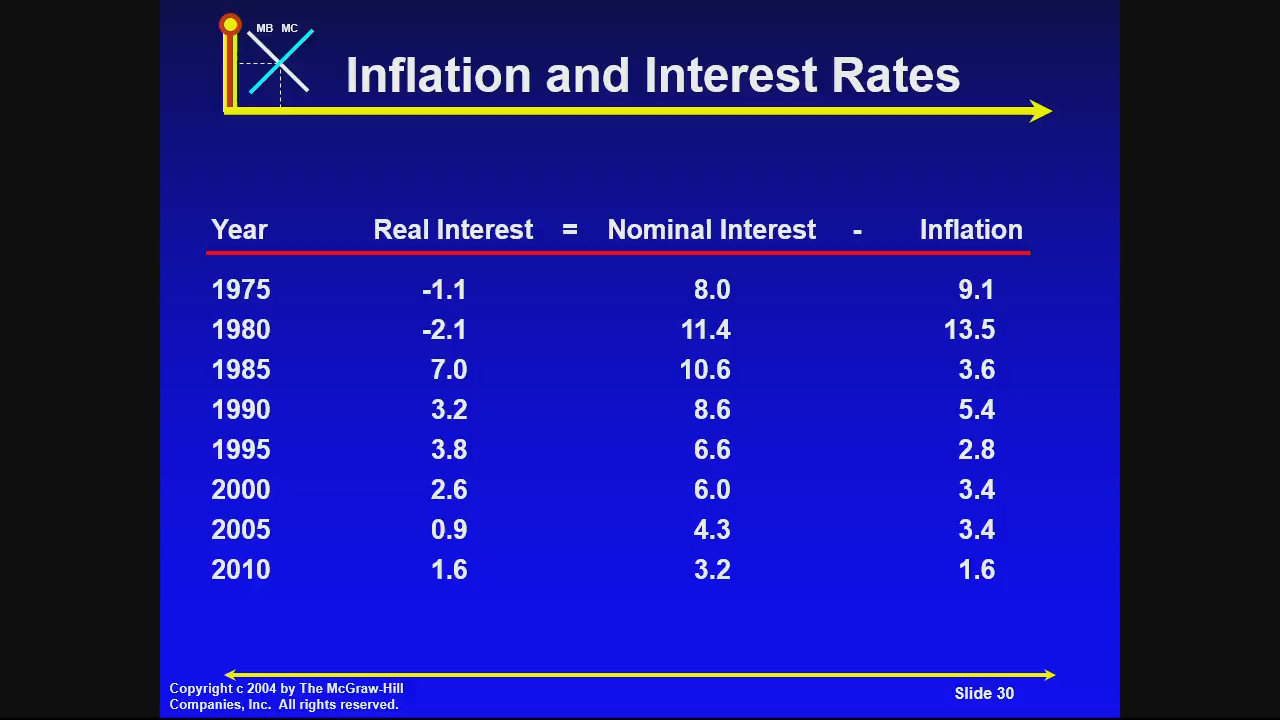 MB MC
Inflation and Interest Rates
Year Real Interest = Nominal Interest - Inflation
1975 -1.1 8.0 9.1
1980 -2.1 11.4 13.5
1985 7.0 10.6 3.6
1990 3.2 8.6 5.4
1995 3.8 6.6 2.8
2000 2.6 6.0 3.4
2005 0.9 4.3 3.4
2010 1.6 3.2 1.6
Copyright c 2004 by The McGraw-Hill
Companies, Inc. All rights reserved.
Slide 30